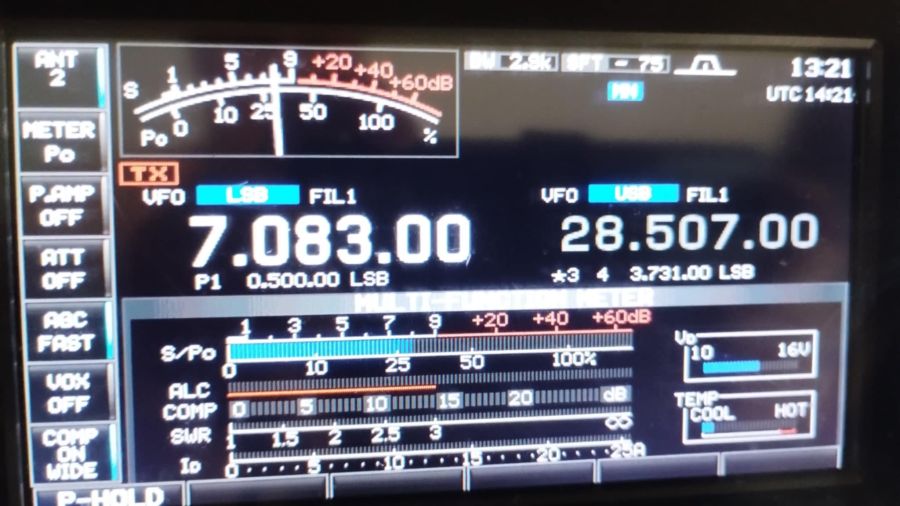 ANT 2
METER Po
P.AMP OFF
ATT OFF
AGC FAST
VOX OFF
COMP ON WIDE
P-HOLD
S 1 5 9 +20 +40 +60dB
Po 0 10 25 50 100 %
BW 2.9k SFT - 75
13:21
UTC 14:21
TX
VFO LSB FIL1
7.083.00
P1 0.500.00 LSB
VFO USB FIL1
28.507.00
*3 4 3.731.00 LSB
MULTI-FUNCTION METER
1 3 5 7 9 +20 +40 +60dB
S/Po
0 10 25 50 100%
ALC
COMP 0 5 10 15 20 dB
SWR 1 1.5 2 2.5 3 ∞
ID 0 5 10 15 20 25A
VD 10 16V
TEMP
COOL HOT